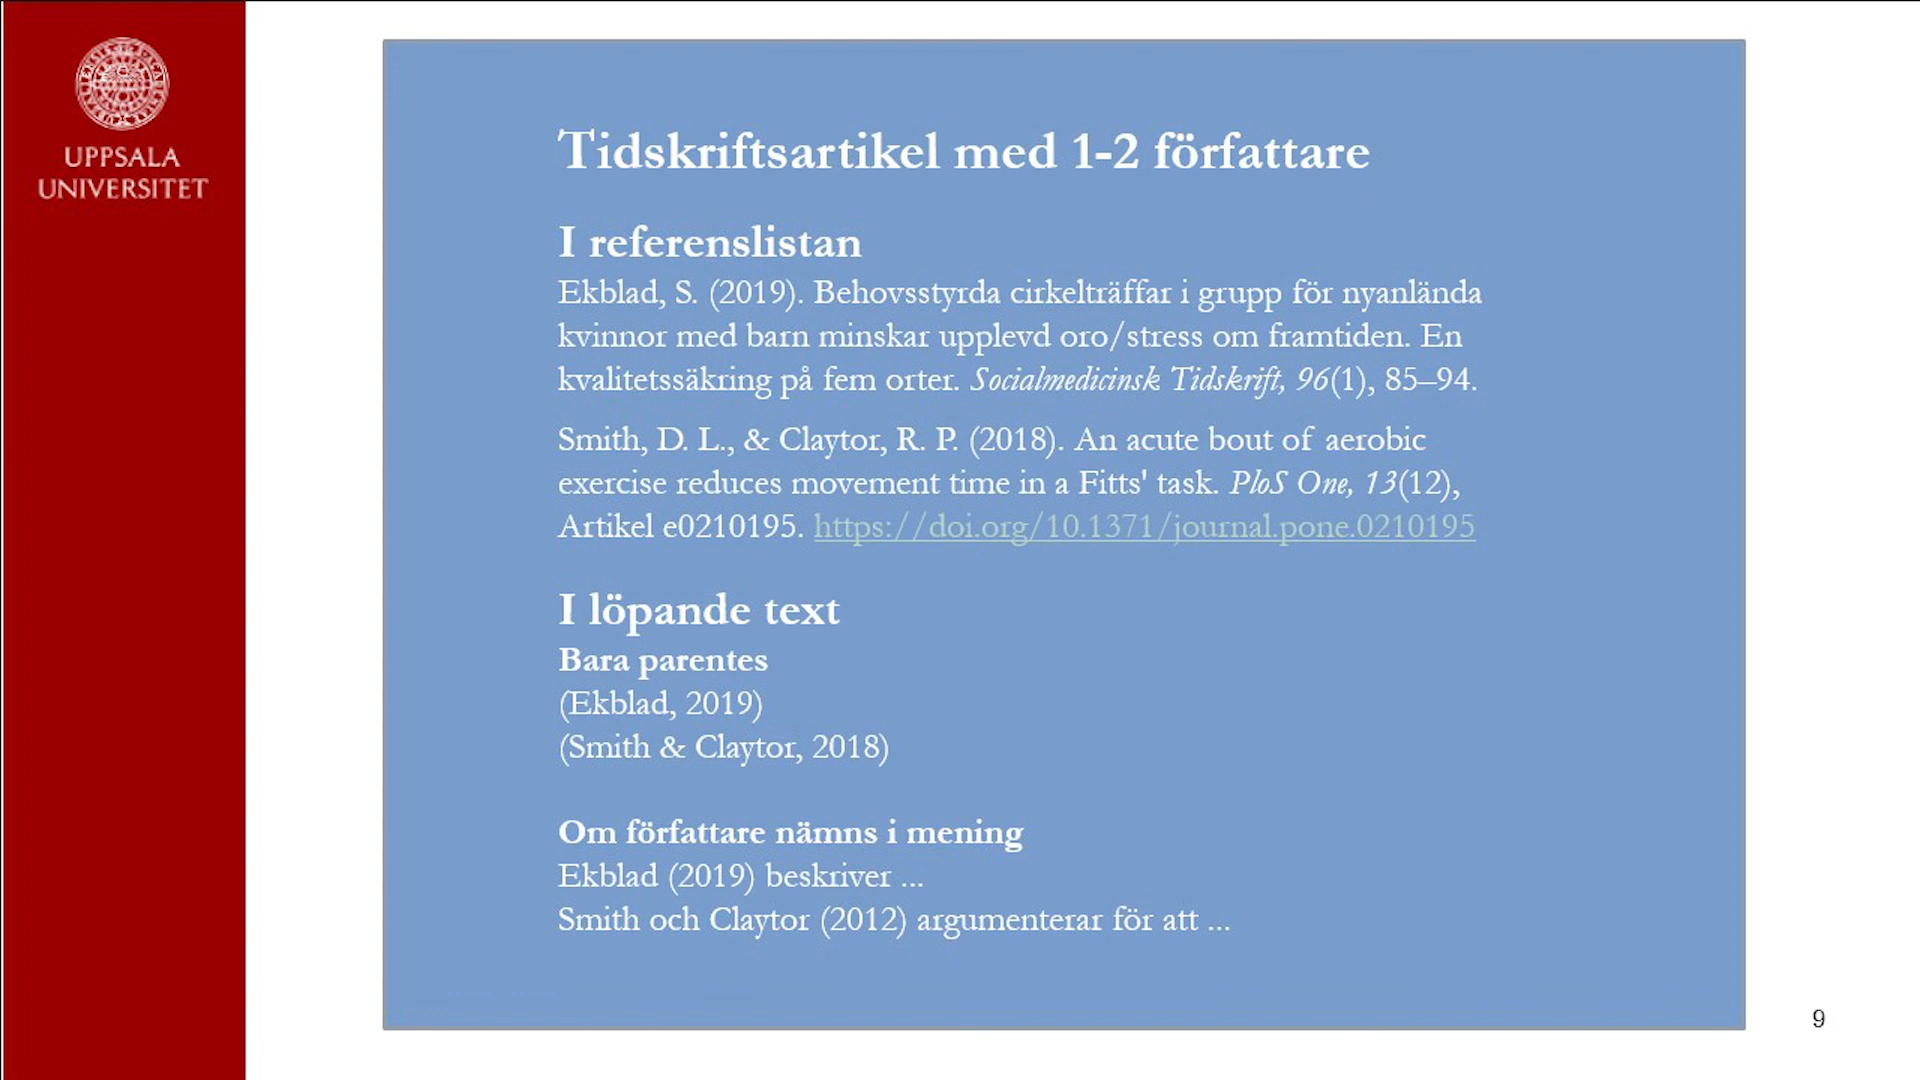 UPPSALA
UNIVERSITET
Tidskriftsartikel med 1-2 författare
I referenslistan
Ekblad, S. (2019). Behovsstyrda cirkelträffar i grupp för nyanlända
kvinnor med barn minskar upplevd oro/stress om framtiden. En
kvalitetssäkring på fem orter. Socialmedicinsk Tidskrift, 96(1), 85–94.
Smith, D. L., & Claytor, R. P. (2018). An acute bout of aerobic
exercise reduces movement time in a Fitts' task. PloS One, 13(12),
Artikel e0210195. https://doi.org/10.1371/journal.pone.0210195
I löpande text
Bara parentes
(Ekblad, 2019)
(Smith & Claytor, 2018)
Om författare nämns i mening
Ekblad (2019) beskriver ...
Smith och Claytor (2012) argumenterar för att ...
9